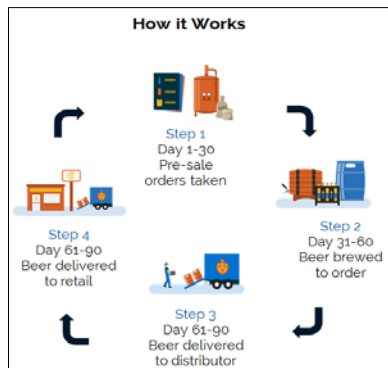 How it Works
Step 1
Day 1-30
Pre-sale
orders taken
Step 2
Day 31-60
Beer brewed
to order
Step 3
Day 61-90
Beer delivered
to distributor
Step 4
Day 61-90
Beer delivered
to retail